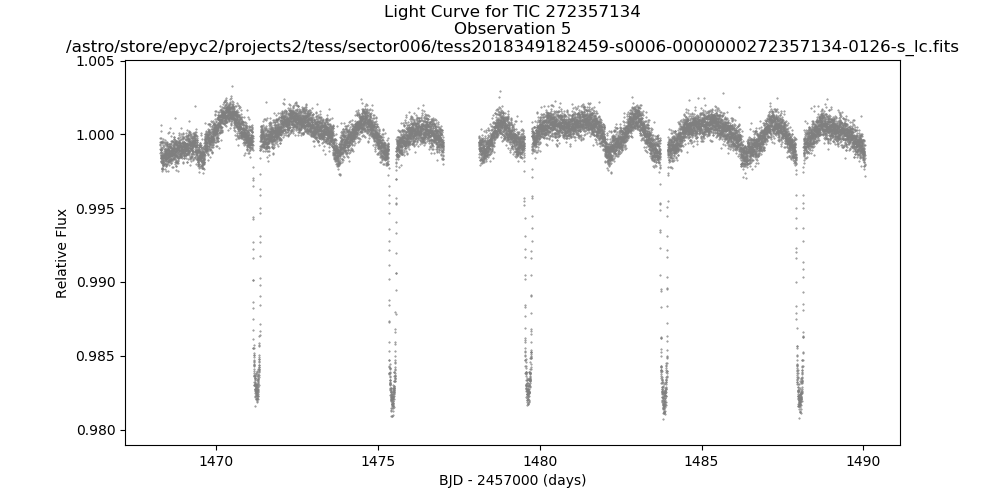 Light Curve for TIC 272357134
Observation 5
/astro/store/epyc2/projects2/tess/sector006/tess2018349182459-s0006-0000000272357134-0126-s_lc.fits
1.005
1.000
0.995
0.990
0.985
0.980
Relative Flux
1470 1475 1480 1485 1490
BJD - 2457000 (days)